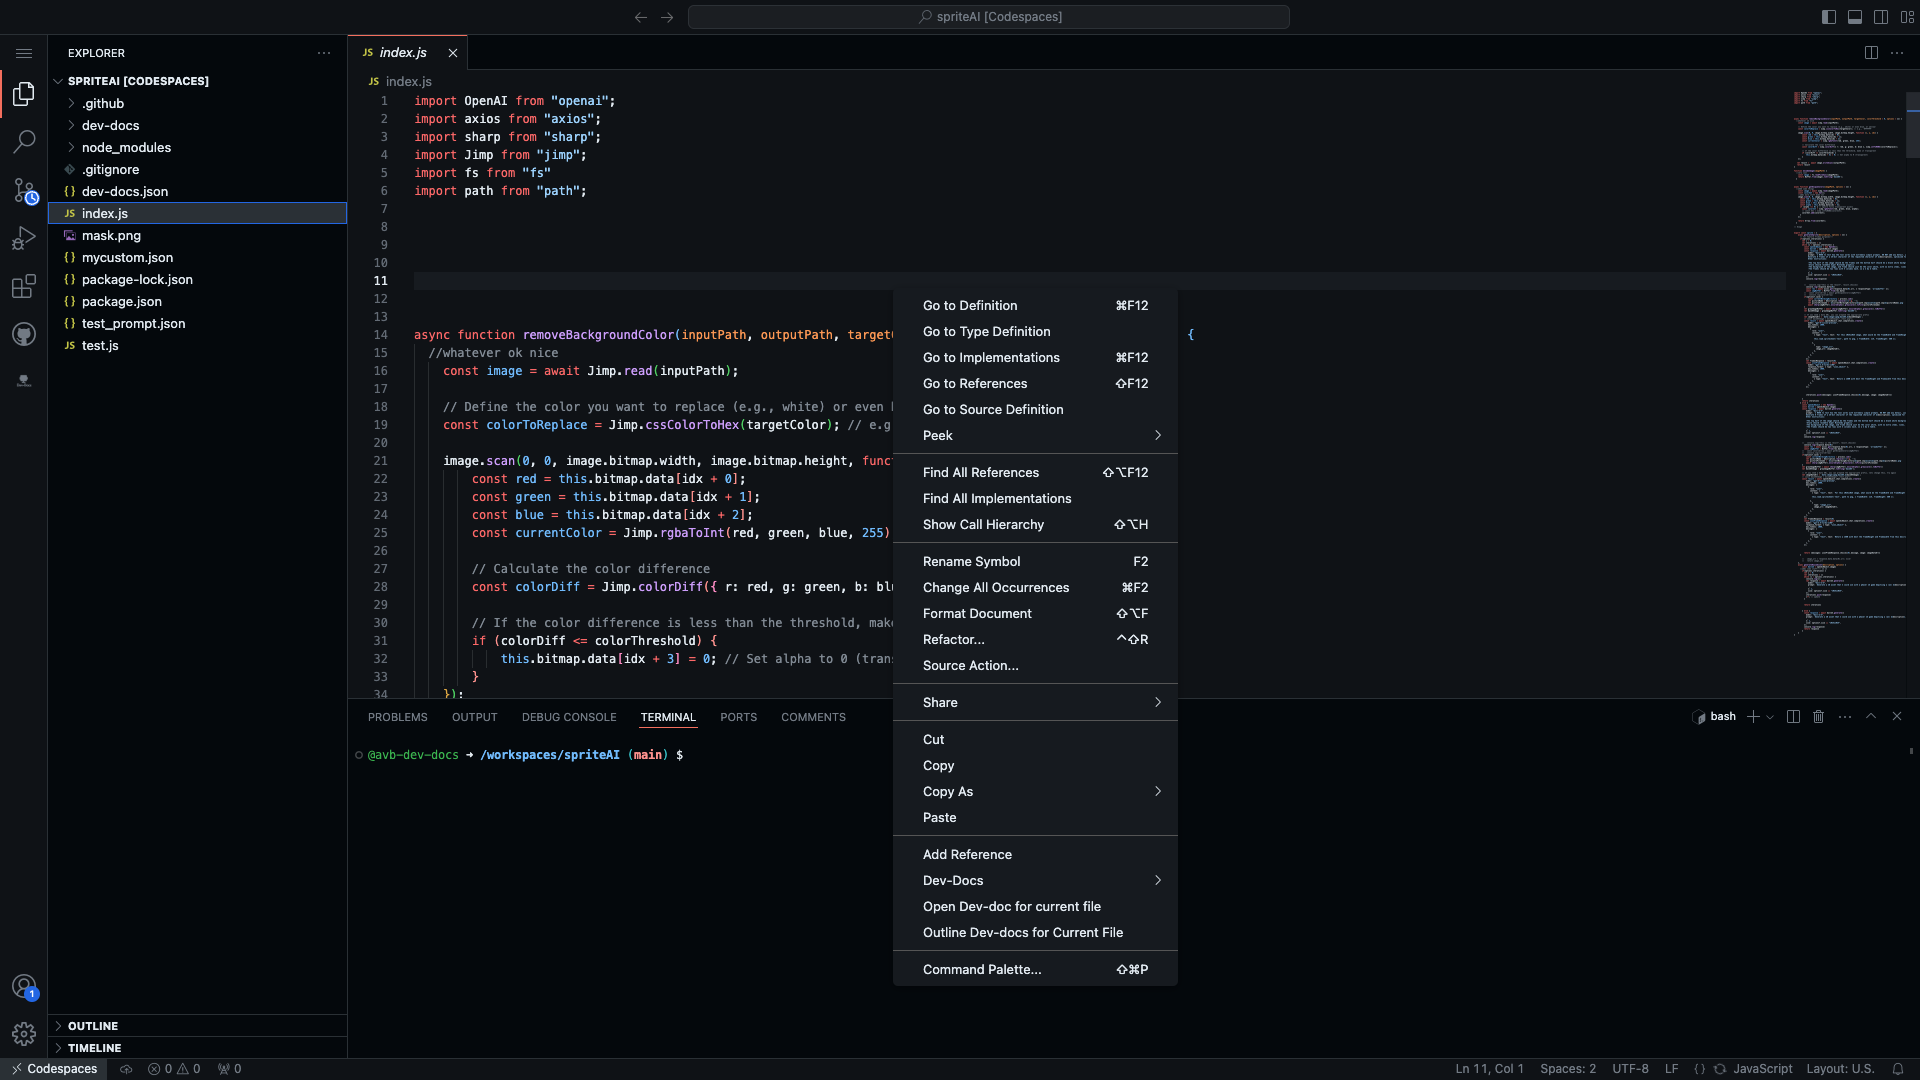 spriteAI [Codespaces]
EXPLORER
SPRITEAI [CODESPACES]
.github
dev-docs
node_modules
.gitignore
dev-docs.json
index.js
mask.png
mycustom.json
package-lock.json
package.json
test_prompt.json
test.js
OUTLINE
TIMELINE
JS index.js
JS index.js
1 import OpenAI from "openai";
2 import axios from "axios";
3 import sharp from "sharp";
4 import Jimp from "jimp";
5 import fs from "fs"
6 import path from "path";
7
8
9
10
11
12
13
14 async function removeBackgroundColor(inputPath, outputPath, target {
15 //whatever ok nice
16 const image = await Jimp.read(inputPath);
17
18 // Define the color you want to replace (e.g., white) or even
19 const colorToReplace = Jimp.cssColorToHex(targetColor); // e.g
20
21 image.scan(0, 0, image.bitmap.width, image.bitmap.height, func
22 const red = this.bitmap.data[idx + 0];
23 const green = this.bitmap.data[idx + 1];
24 const blue = this.bitmap.data[idx + 2];
25 const currentColor = Jimp.rgbaToInt(red, green, blue, 255)
26
27 // Calculate the color difference
28 const colorDiff = Jimp.colorDiff({ r: red, g: green, b: bl
29
30 // If the color difference is less than the threshold, make
31 if (colorDiff <= colorThreshold) {
32 this.bitmap.data[idx + 3] = 0; // Set alpha to 0 (tran
33 }
34 });
Go to Definition ⌘F12
Go to Type Definition
Go to Implementations ⌘F12
Go to References ⇧F12
Go to Source Definition
Peek
Find All References ⇧⌥F12
Find All Implementations
Show Call Hierarchy ⇧⌥H
Rename Symbol F2
Change All Occurrences ⌘F2
Format Document ⇧⌥F
Refactor... ^⇧R
Source Action...
Share
Cut
Copy
Copy As
Paste
Add Reference
Dev-Docs
Open Dev-doc for current file
Outline Dev-docs for Current File
Command Palette... ⇧⌘P
PROBLEMS OUTPUT DEBUG CONSOLE TERMINAL PORTS COMMENTS
bash
@avb-dev-docs ➜ /workspaces/spriteAI (main) $
1
Codespaces 0 0 0
Ln 11, Col 1 Spaces: 2 UTF-8 LF {} JavaScript Layout: U.S.